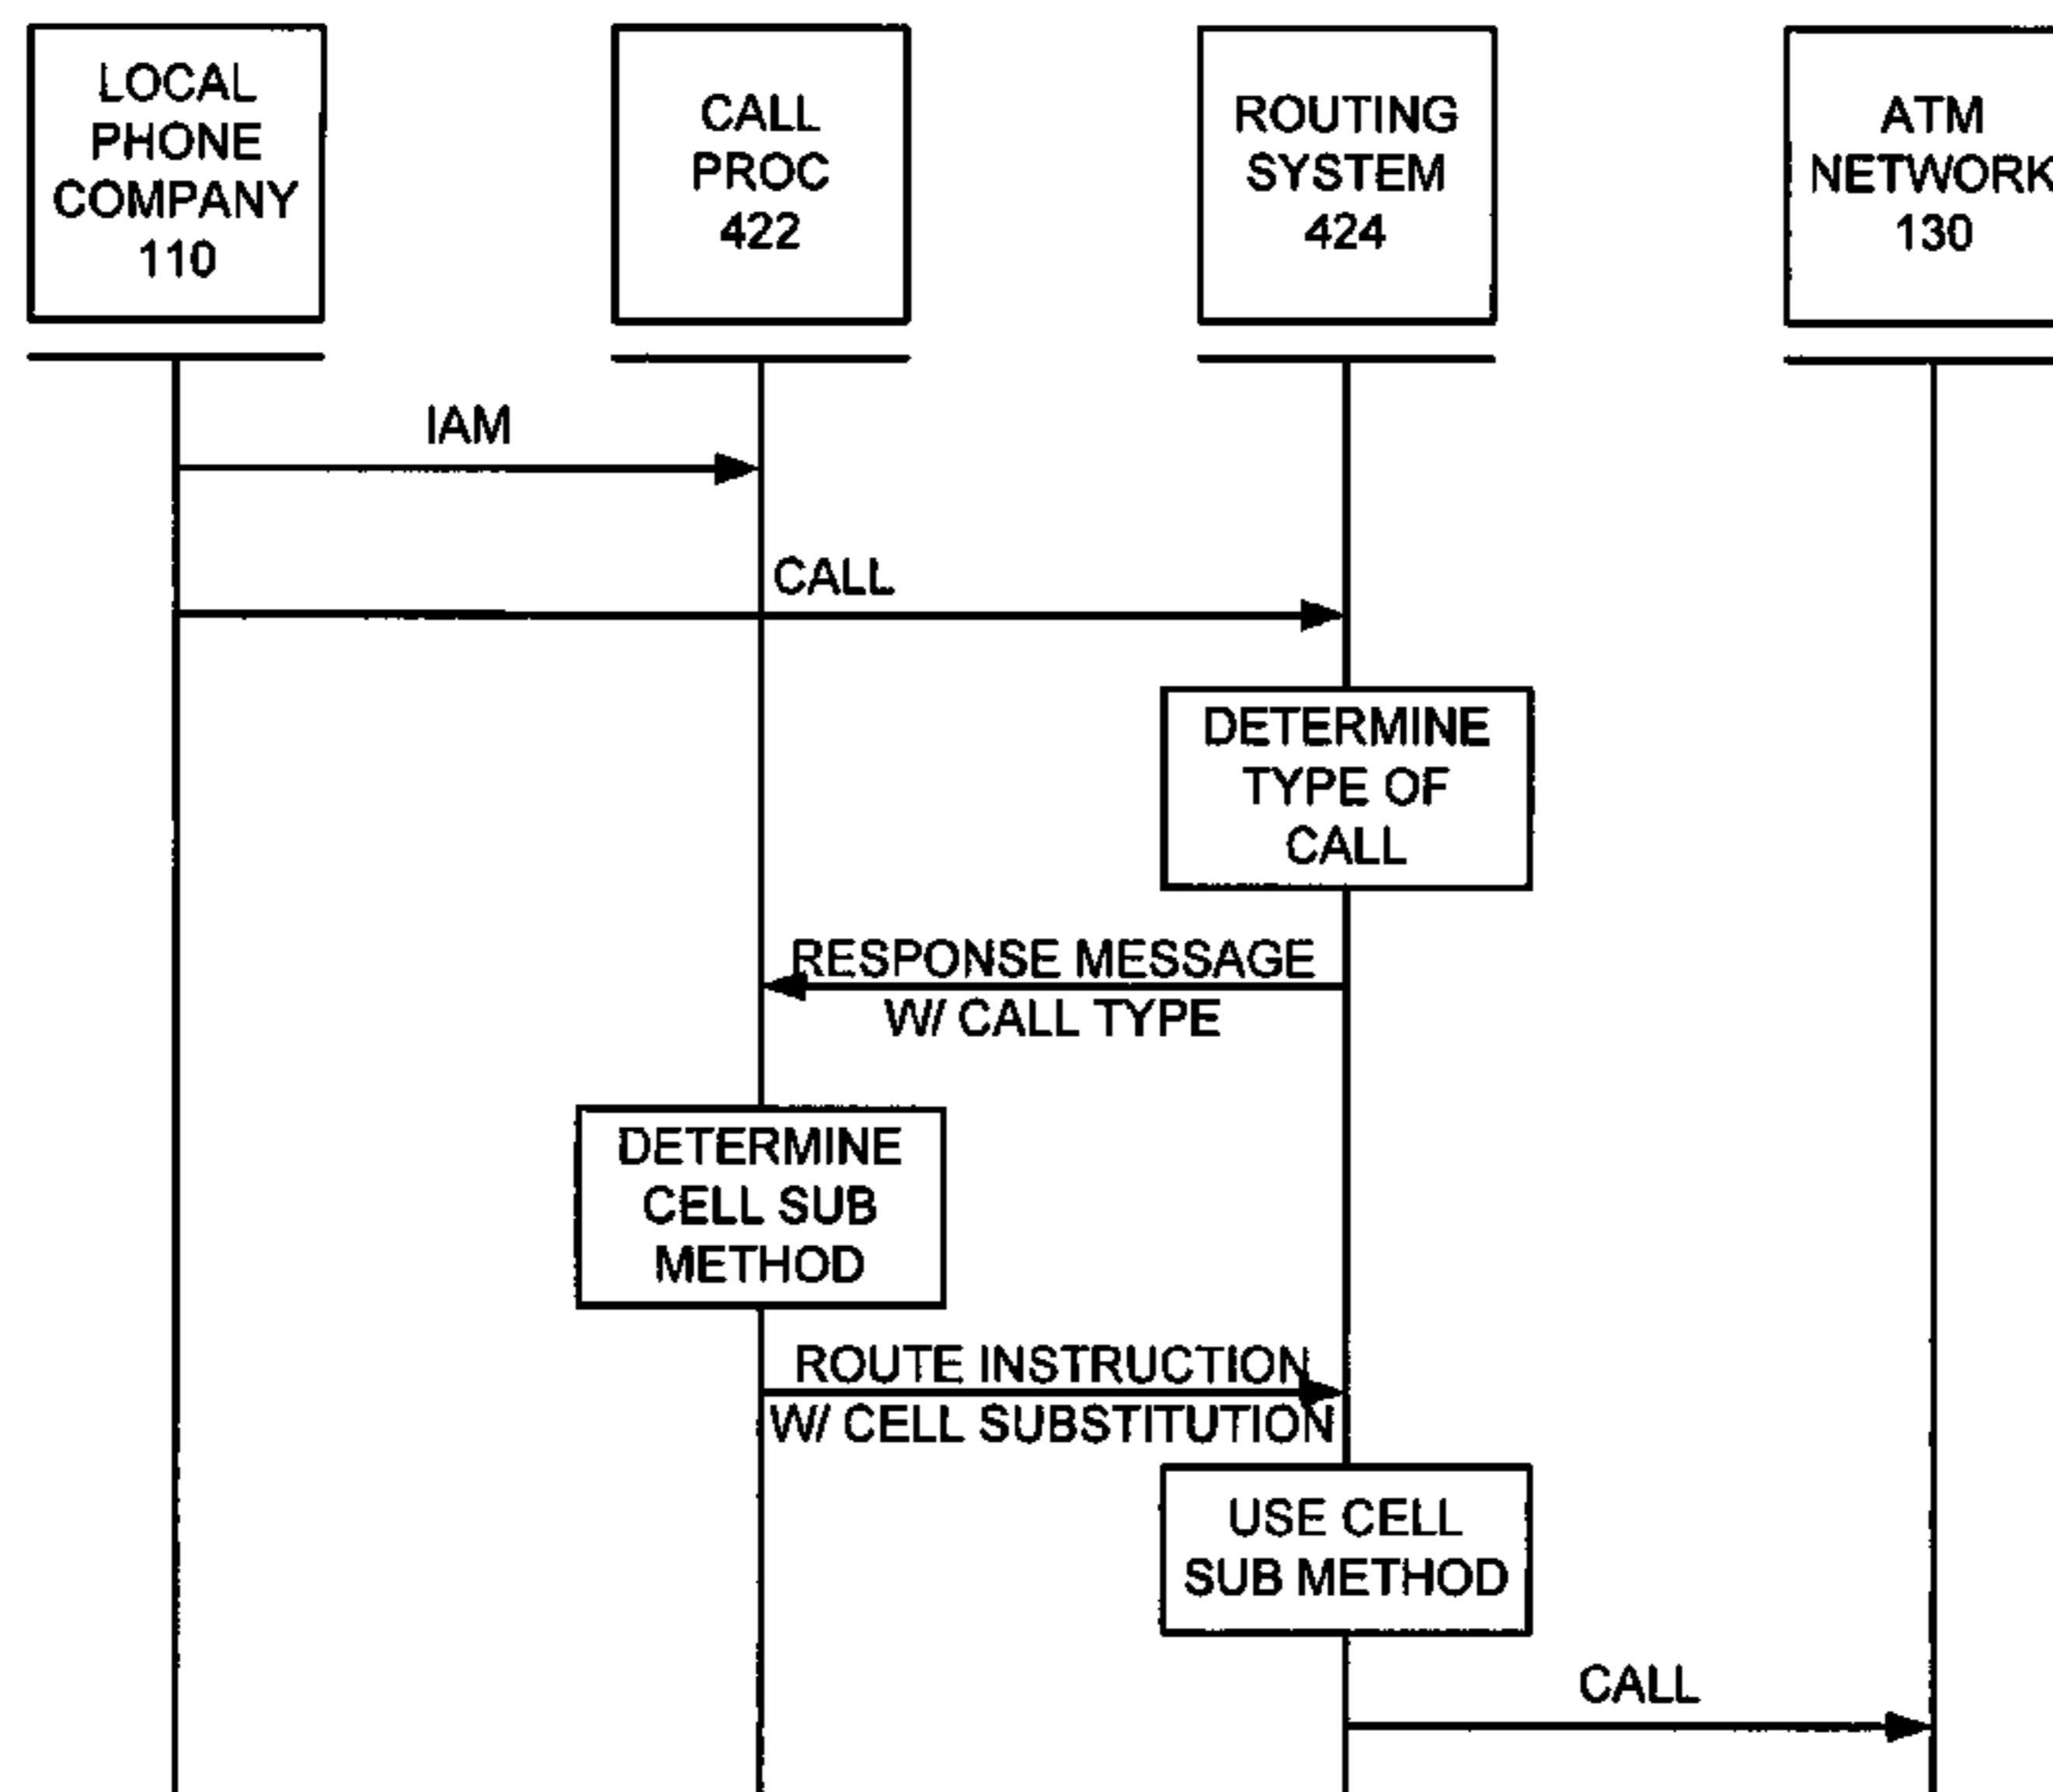 LOCAL
PHONE
COMPANY
110
CALL
PROC
422
ROUTING
SYSTEM
424
ATM
NETWORK
130
IAM
CALL
DETERMINE
TYPE OF
CALL
RESPONSE MESSAGE
W/ CALL TYPE
DETERMINE
CELL SUB
METHOD
ROUTE INSTRUCTION
W/ CELL SUBSTITUTION
USE CELL
SUB METHOD
CALL